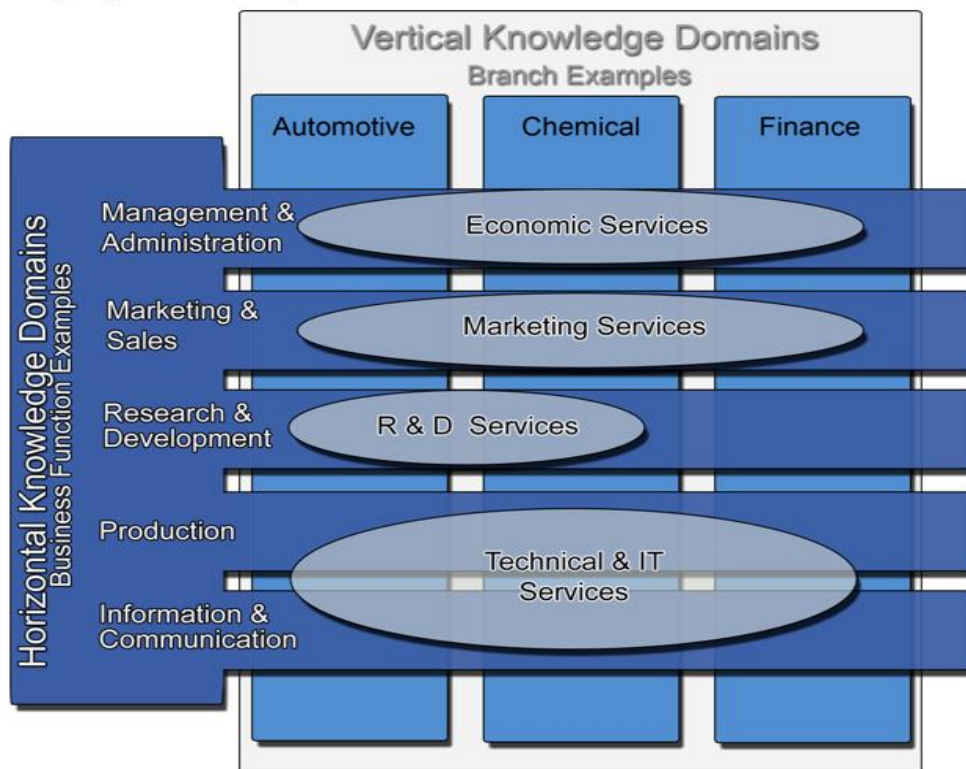 Vertical Knowledge Domains
Branch Examples
Automotive
Chemical
Finance
Horizontal Knowledge Domains
Business Function Examples
Management &
Administration
Economic Services
Marketing &
Sales
Marketing Services
Research &
Development
R & D Services
Production
Technical & IT
Services
Information &
Communication